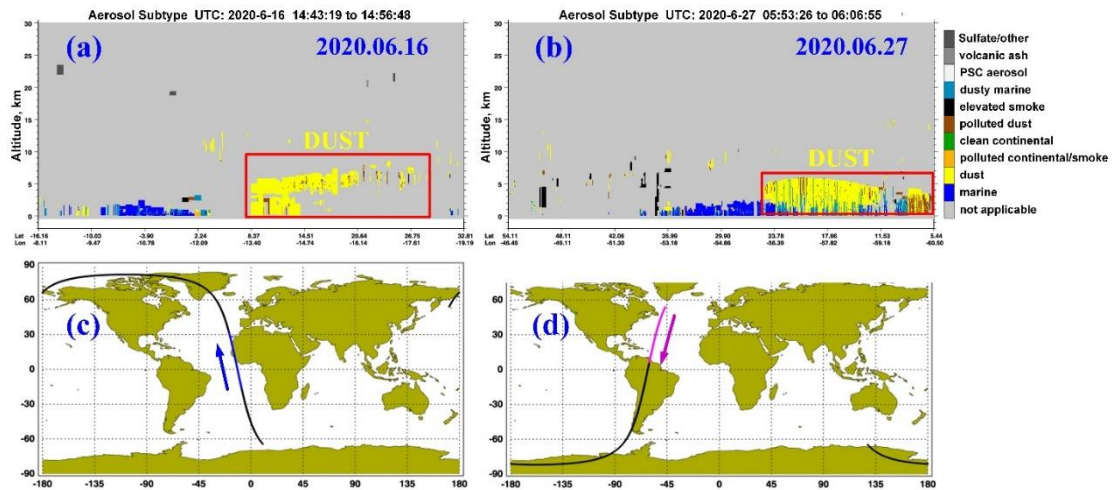 Aerosol Subtype UTC: 2020-6-16 14:43:19 to 14:56:48
(a)
2020.06.16
DUST
Altitude, km
30
25
20
15
10
5
0
Lat -16.16 -10.03 -3.90 2.24 8.37 14.51 20.64 26.75 32.81
Lon -8.11 -9.47 -10.78 -12.09 -13.40 -14.74 -16.14 -17.61 -19.19
Aerosol Subtype UTC: 2020-6-27 05:53:26 to 06:06:55
(b)
2020.06.27
DUST
Altitude, km
30
25
20
15
10
5
0
Lat 54.11 48.11 42.06 35.99 29.90 23.78 17.66 11.53 5.44
Lon -46.48 -49.11 -51.30 -53.18 -54.86 -56.39 -57.82 -59.18 -60.50
Sulfate/other
volcanic ash
PSC aerosol
dusty marine
elevated smoke
polluted dust
clean continental
polluted continental/smoke
dust
marine
not applicable
(c)
90
60
30
0
-30
-60
-90
-180 -135 -90 -45 0 45 90 135 180
(d)
60
30
0
-30
-60
-90
-180 -135 -90 -45 0 45 90 135 180